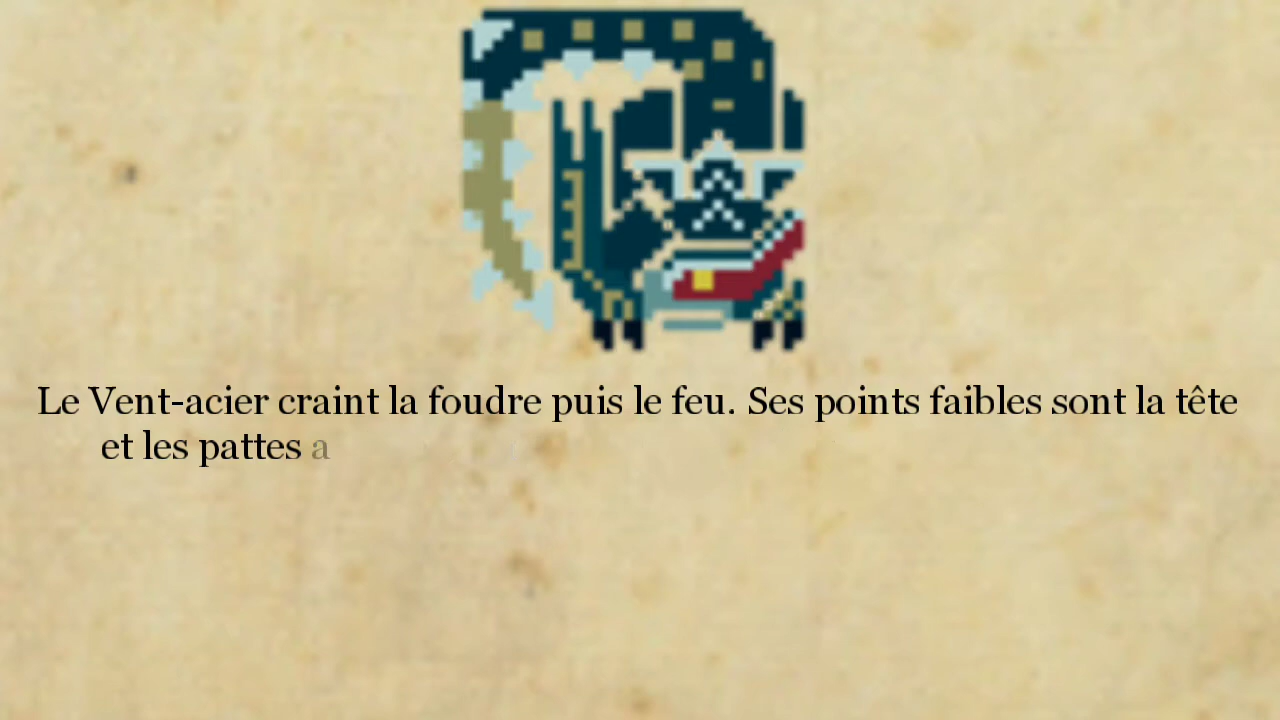 Le Vent-acier craint la foudre puis le feu. Ses points faibles sont la tête
et les pattes a